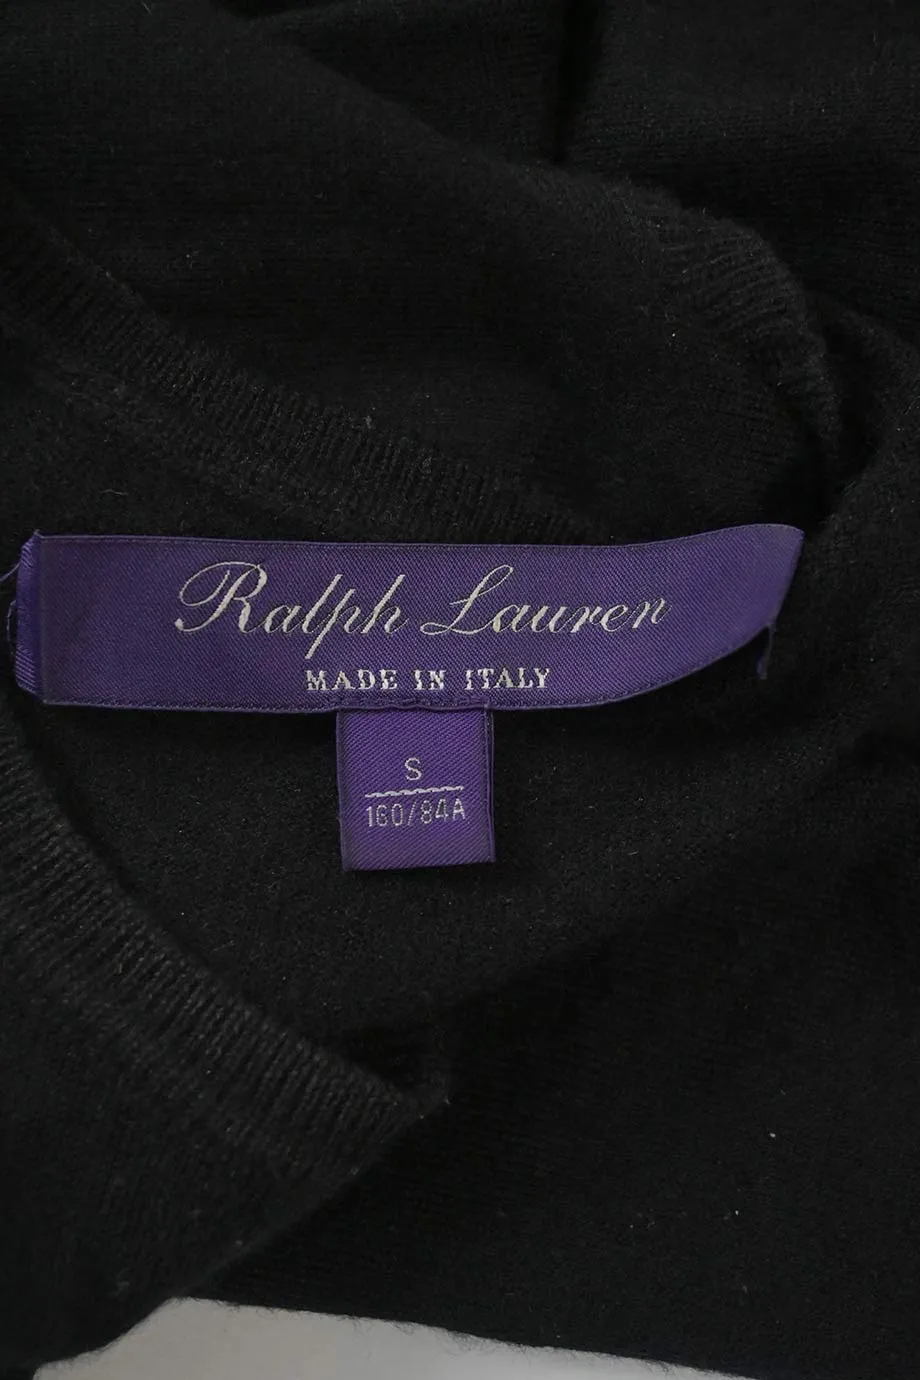 Ralph Lauren
MADE IN ITALY
S
160/84A